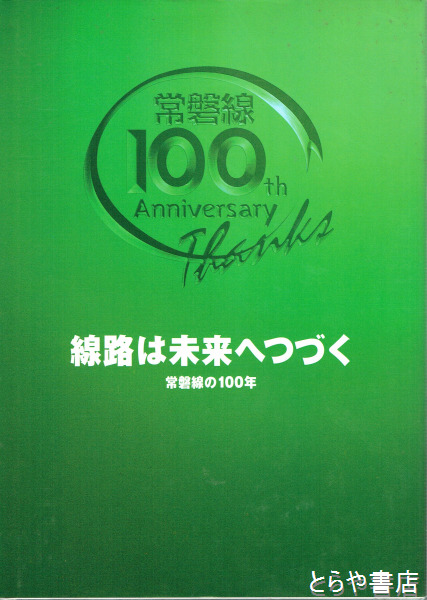 常磐線
100th
Anniversary
Thanks
線路は未来へつづく
常磐線の100年
とらや書店